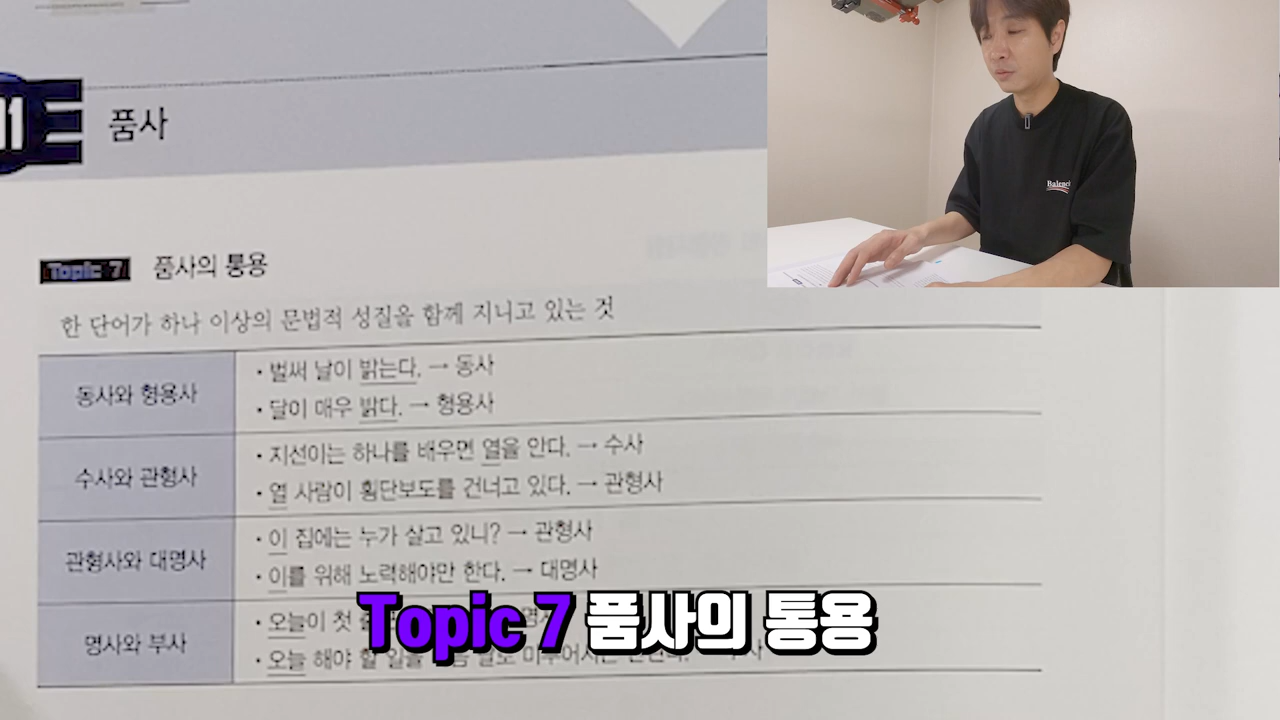 품사
Topic 7 품사의 통용
한 단어가 하나 이상의 문법적 성질을 함께 지니고 있는 것
동사와 형용사
• 벌써 날이 밝는다. → 동사
• 달이 매우 밝다. → 형용사
수사와 관형사
• 지선이는 하나를 배우면 열을 안다. → 수사
• 열 사람이 횡단보도를 건너고 있다. → 관형사
관형사와 대명사
• 이 집에는 누가 살고 있니? → 관형사
• 이를 위해 노력해야만 한다. → 대명사
명사와 부사
• 오늘이 첫
• 오늘 해야 할 일을
Topic 7 품사의 통용